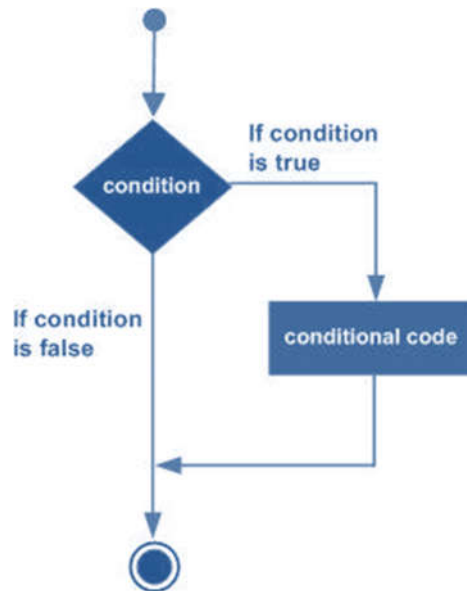 If condition
is true
condition
If condition
is false
conditional code